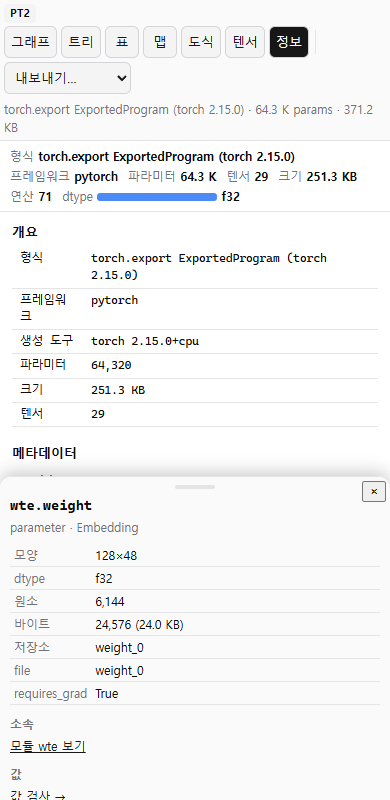 PT2
그래프 트리 표 맵 도식 텐서 정보
내보내기...
torch.export ExportedProgram (torch 2.15.0) · 64.3 K params · 371.2
KB
형식 torch.export ExportedProgram (torch 2.15.0)
프레임워크 pytorch 파라미터 64.3 K 텐서 29 크기 251.3 KB
연산 71 dtype f32
개요
형식 torch.export ExportedProgram (torch
2.15.0)
프레임워 pytorch
크
생성 도구 torch 2.15.0+cpu
파라미터 64,320
크기 251.3 KB
텐서 29
메타데이터
×
wte.weight
parameter · Embedding
모양 128×48
dtype f32
원소 6,144
바이트 24,576 (24.0 KB)
저장소 weight_0
file weight_0
requires_grad True
소속
모듈 wte 보기
값
값 검사 →